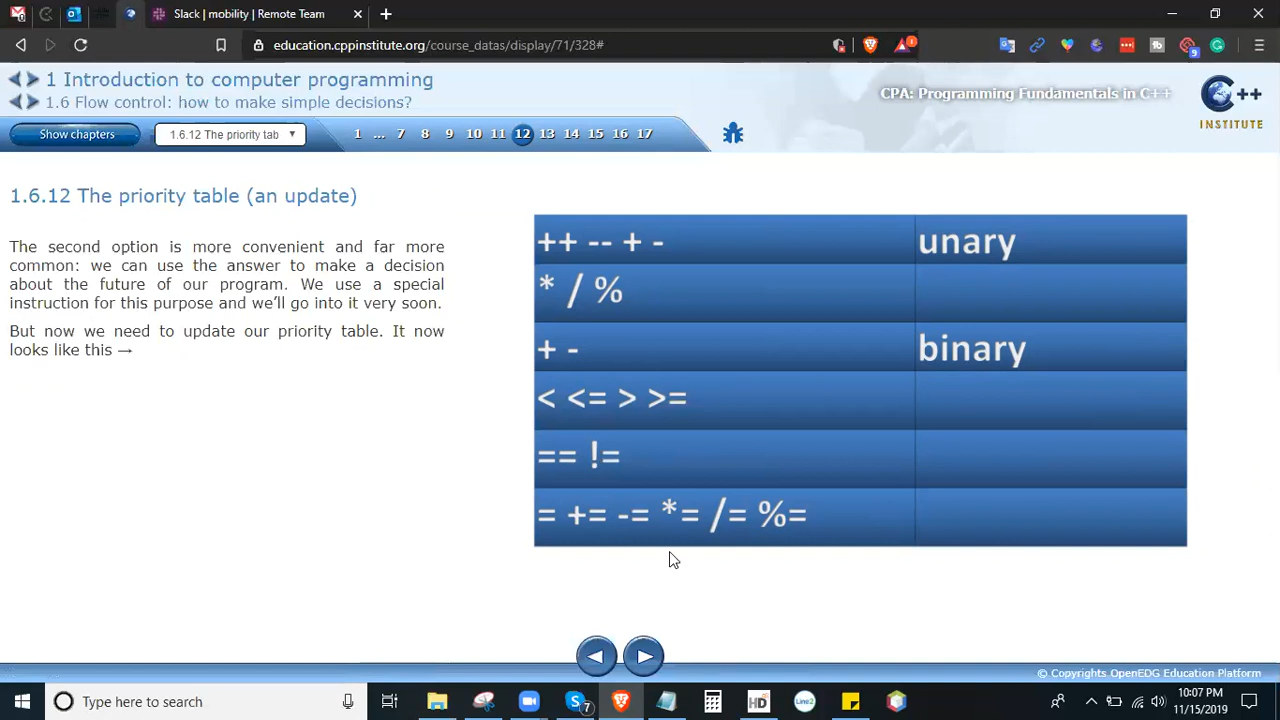 Slack | mobility | Remote Team
education.cppinstitute.org/course_datas/display/71/328#
1 Introduction to computer programming
1.6 Flow control: how to make simple decisions?
CPA: Programming Fundamentals in C++
++
INSTITUTE
Show chapters
1.6.12 The priority tab
1 ... 7 8 9 10 11 12 13 14 15 16 17
1.6.12 The priority table (an update)
The second option is more convenient and far more
common: we can use the answer to make a decision
about the future of our program. We use a special
instruction for this purpose and we'll go into it very soon.
But now we need to update our priority table. It now
looks like this →
++ -- + - unary
* / %
+ - binary
< <= > >=
== !=
= += -= *= /= %=
© Copyrights OpenEDG Education Platform
Type here to search
7
HD
Line2
10:07 PM
11/15/2019
1
9